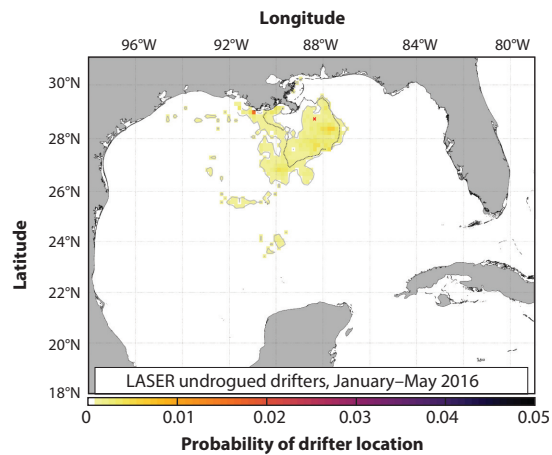 Longitude
96°W 92°W 88°W 84°W 80°W
30°N
28°N
26°N
24°N
22°N
20°N
18°N
Latitude
LASER undrogued drifters, January–May 2016
0 0.01 0.02 0.03 0.04 0.05
Probability of drifter location